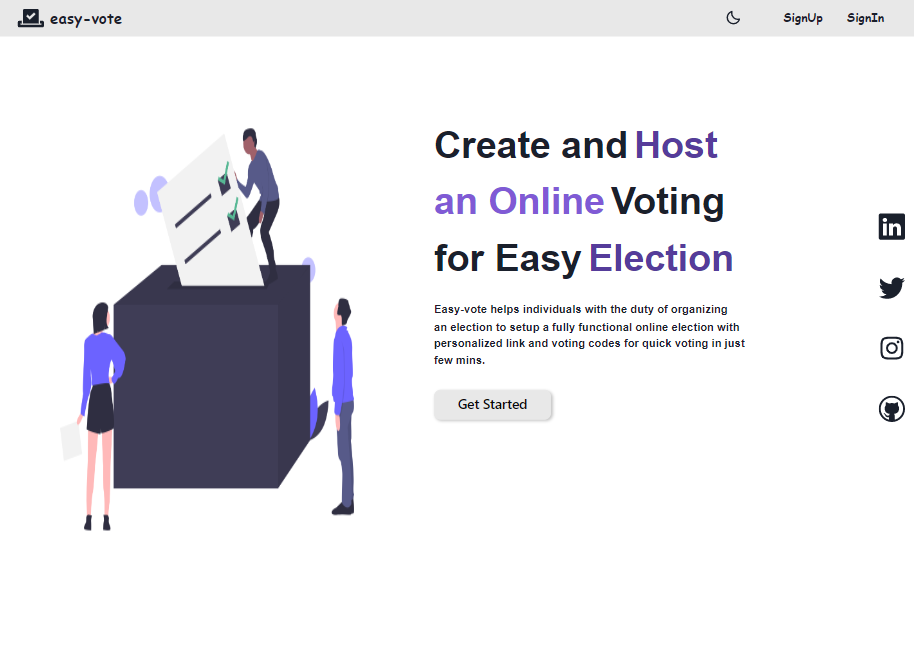 easy-vote
SignUp
SignIn
Create and Host
an Online Voting
for Easy Election
Easy-vote helps individuals with the duty of organizing
an election to setup a fully functional online election with
personalized link and voting codes for quick voting in just
few mins.
Get Started
in